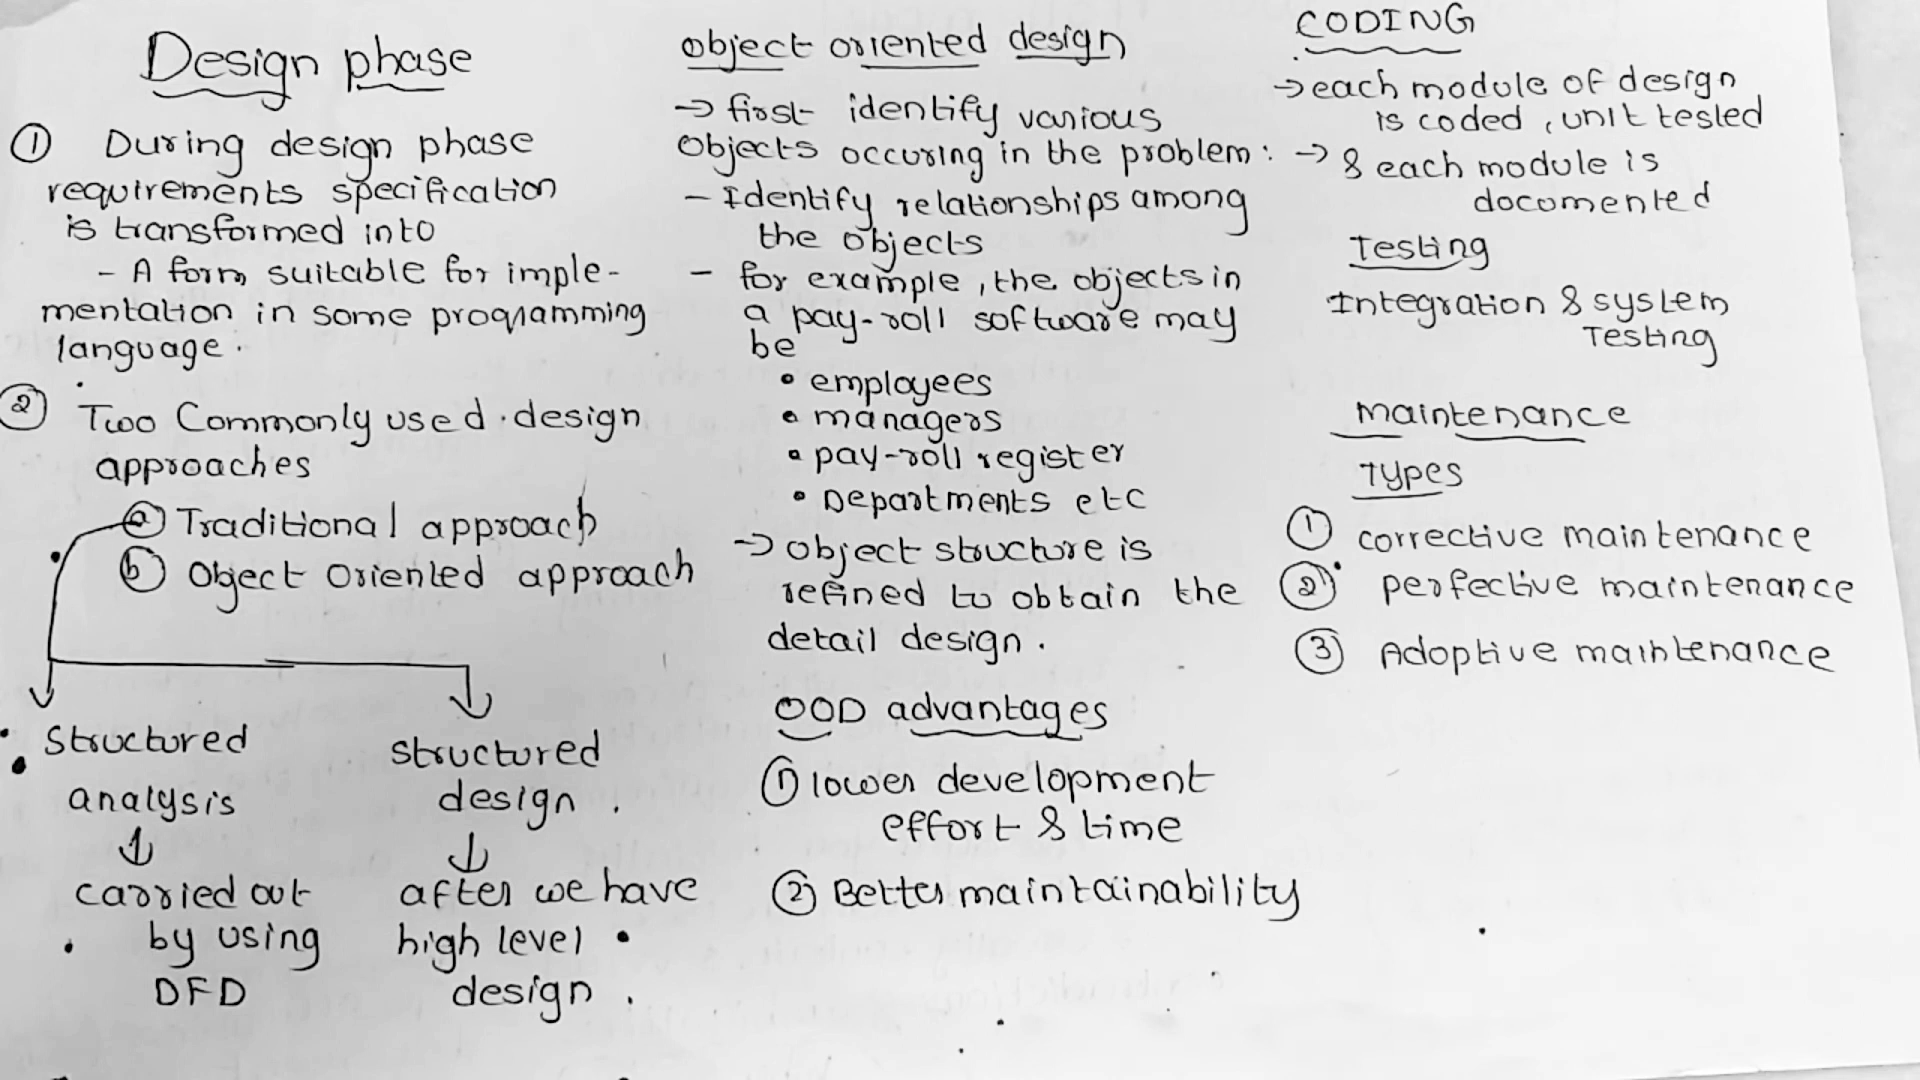 Design phase
① During design phase
requirements specification
is transformed into
- A form suitable for imple-
mentation in some programming
language.
② Two Commonly used design
approaches
ⓐ Traditional approach
ⓑ Object oriented approach
Structured
analysis
carried out
by using
DFD
structured
design.
after we have
high level
design.
object oriented design
→ first identify various
Objects occuring in the problem:
- Identify relationships among
the objects
- for example, the objects in
a pay-roll software may
be
• employees
• managers
• pay-roll register
• Departments etc
→ object structure is
refined to obtain the
detail design.
OOD advantages
① lower development
effort & time
② Better maintainability
CODING
→ each module of design
is coded, unit tested
→ & each module is
documented
Testing
Integration & system
Testing
maintenance
Types
① corrective maintenance
② perfective maintenance
③ Adoptive maintenance